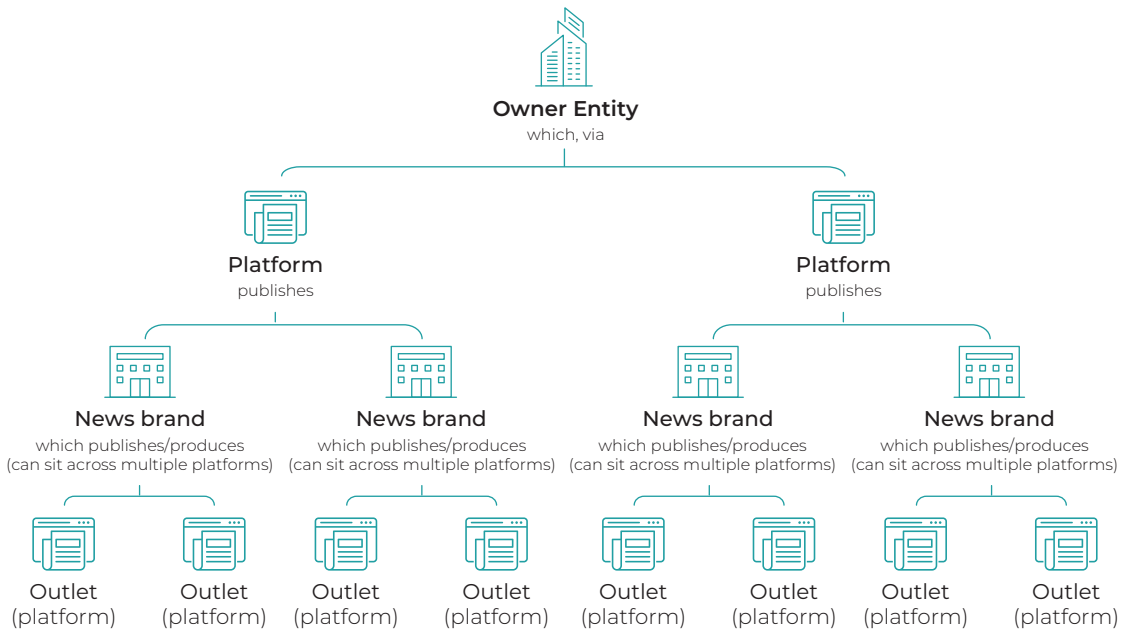 Owner Entity
which, via
Platform
publishes
Platform
publishes
News brand
which publishes/produces
(can sit across multiple platforms)
News brand
which publishes/produces
(can sit across multiple platforms)
News brand
which publishes/produces
(can sit across multiple platforms)
News brand
which publishes/produces
(can sit across multiple platforms)
Outlet
(platform)
Outlet
(platform)
Outlet
(platform)
Outlet
(platform)
Outlet
(platform)
Outlet
(platform)
Outlet
(platform)
Outlet
(platform)